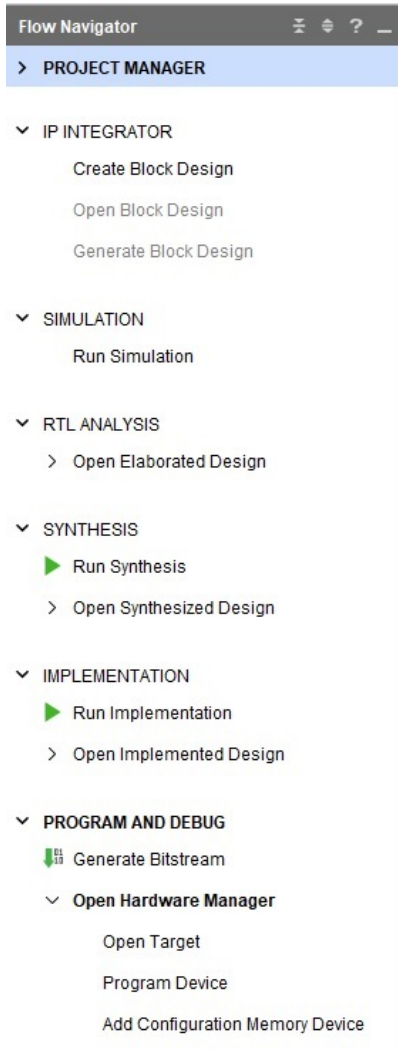 Flow Navigator ?
PROJECT MANAGER
IP INTEGRATOR
Create Block Design
Open Block Design
Generate Block Design
SIMULATION
Run Simulation
RTL ANALYSIS
Open Elaborated Design
SYNTHESIS
Run Synthesis
Open Synthesized Design
IMPLEMENTATION
Run Implementation
Open Implemented Design
PROGRAM AND DEBUG
Generate Bitstream
Open Hardware Manager
Open Target
Program Device
Add Configuration Memory Device